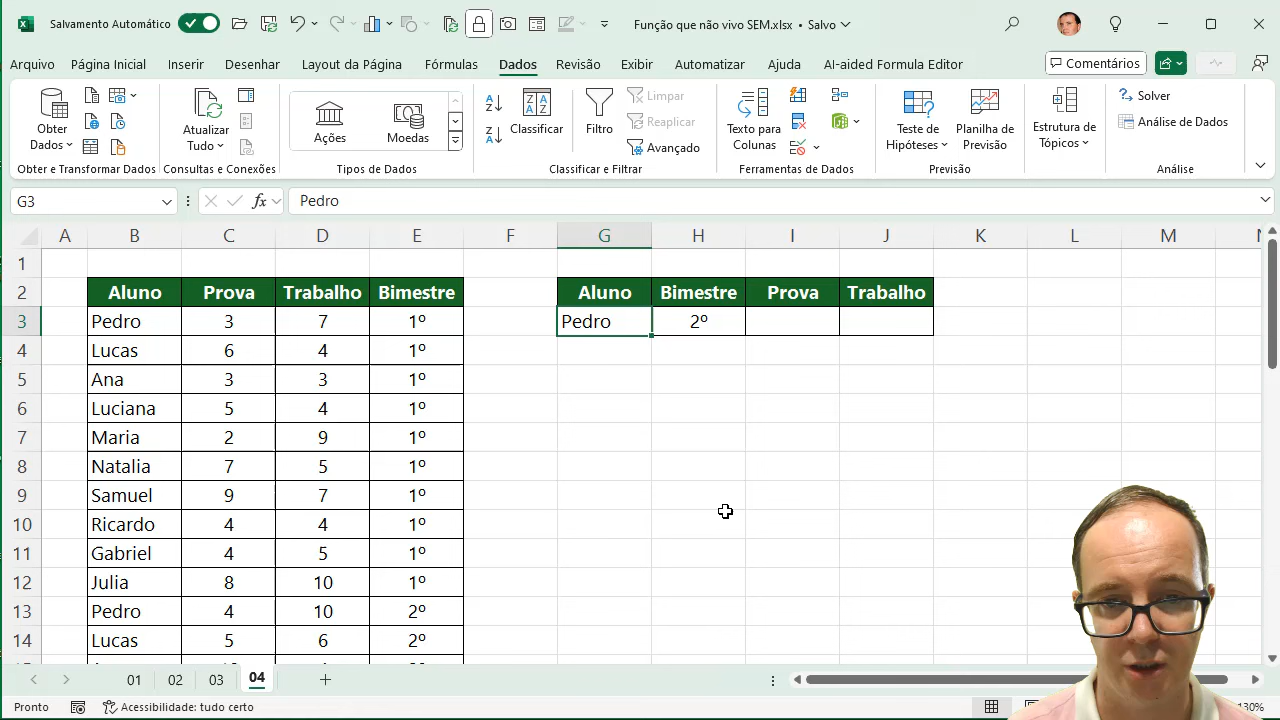 Salvamento Automático
Função que não vivo SEM.xlsx • Salvo
Arquivo Página Inicial Inserir Desenhar Layout da Página Fórmulas Dados Revisão Exibir Automatizar Ajuda AI-aided Formula Editor Comentários
Obter Dados
Atualizar Tudo
Ações
Moedas
Classificar
Filtro
Limpar
Reaplicar
Avançado
Texto para Colunas
Teste de Hipóteses
Planilha de Previsão
Estrutura de Tópicos
Solver
Análise de Dados
Obter e Transformar Dados Consultas e Conexões Tipos de Dados Classificar e Filtrar Ferramentas de Dados Previsão Análise
G3 fx Pedro
A B C D E F G H I J K L M
1
2 Aluno Prova Trabalho Bimestre Aluno Bimestre Prova Trabalho
3 Pedro 3 7 1º Pedro 2º
4 Lucas 6 4 1º
5 Ana 3 3 1º
6 Luciana 5 4 1º
7 Maria 2 9 1º
8 Natalia 7 5 1º
9 Samuel 9 7 1º
10 Ricardo 4 4 1º
11 Gabriel 4 5 1º
12 Julia 8 10 1º
13 Pedro 4 10 2º
14 Lucas 5 6 2º
01 02 03 04
Pronto Acessibilidade: tudo certo 130%